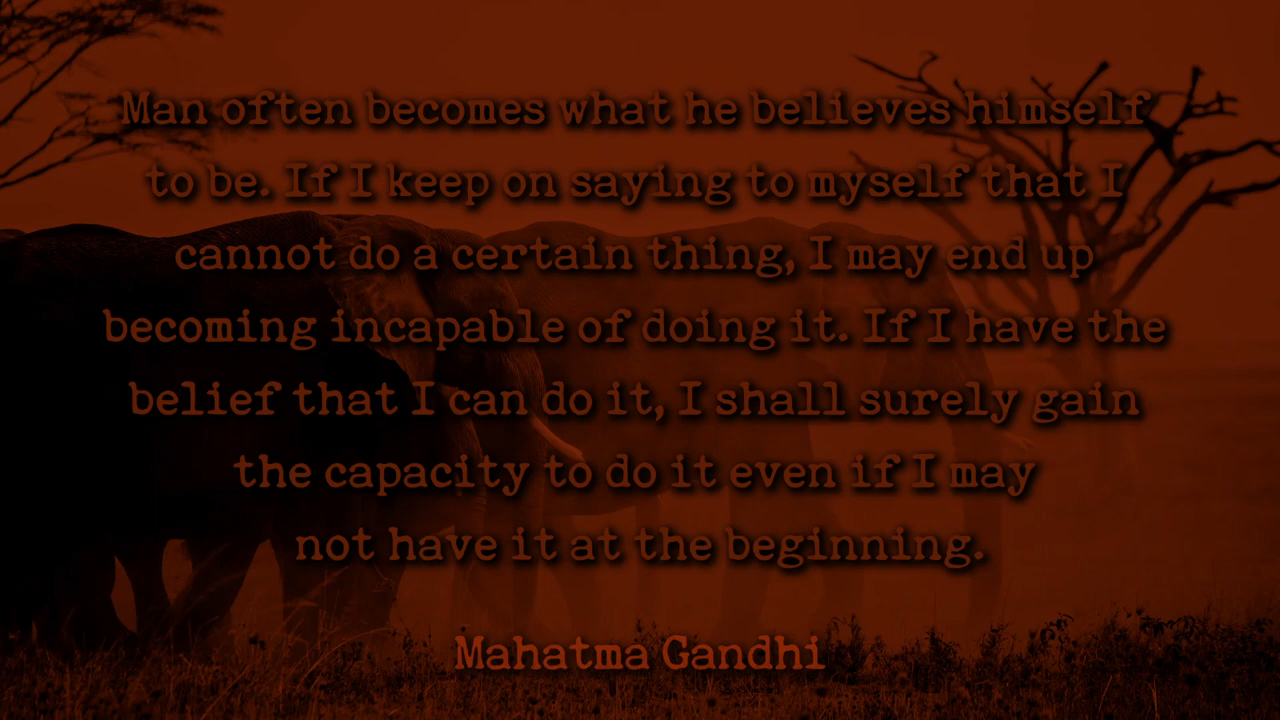 Man often becomes what he believes himself
to be. If I keep on saying to myself that I
cannot do a certain thing, I may end up
becoming incapable of doing it. If I have the
belief that I can do it, I shall surely gain
the capacity to do it even if I may
not have it at the beginning.
Mahatma Gandhi